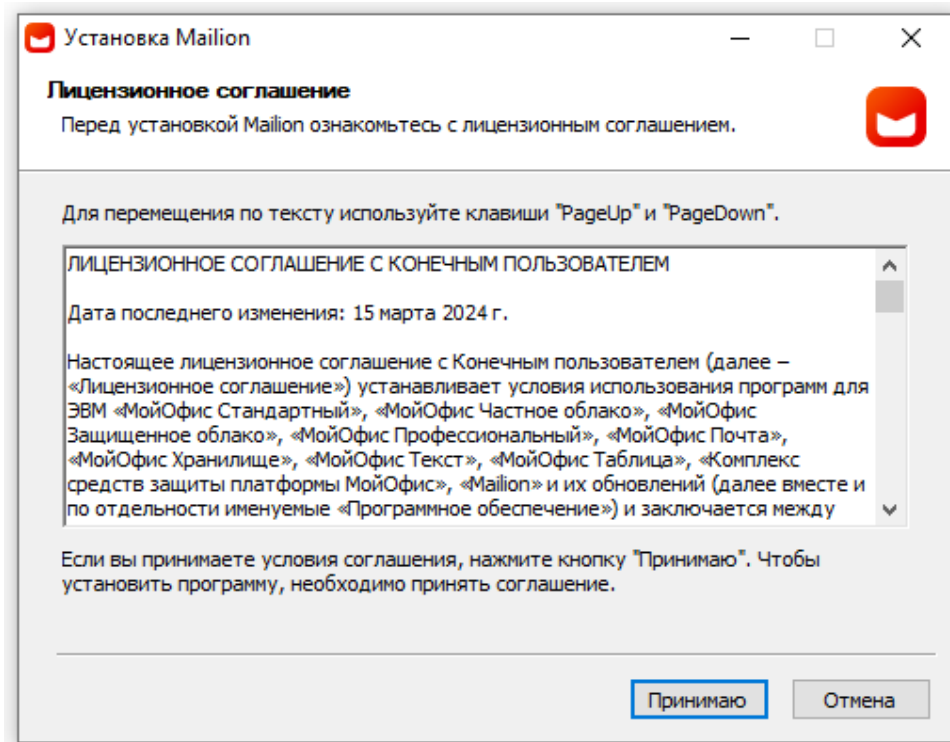 Установка Mailion
Лицензионное соглашение
Перед установкой Mailion ознакомьтесь с лицензионным соглашением.
Для перемещения по тексту используйте клавиши "PageUp" и "PageDown".
ЛИЦЕНЗИОННОЕ СОГЛАШЕНИЕ С КОНЕЧНЫМ ПОЛЬЗОВАТЕЛЕМ
Дата последнего изменения: 15 марта 2024 г.
Настоящее лицензионное соглашение с Конечным пользователем (далее –
«Лицензионное соглашение») устанавливает условия использования программ для
ЭВМ «МойОфис Стандартный», «МойОфис Частное облако», «МойОфис
Защищенное облако», «МойОфис Профессиональный», «МойОфис Почта»,
«МойОфис Хранилище», «МойОфис Текст», «МойОфис Таблица», «Комплекс
средств защиты платформы МойОфис», «Mailion» и их обновлений (далее вместе и
по отдельности именуемые «Программное обеспечение») и заключается между
Если вы принимаете условия соглашения, нажмите кнопку "Принимаю". Чтобы
установить программу, необходимо принять соглашение.
Принимаю
Отмена